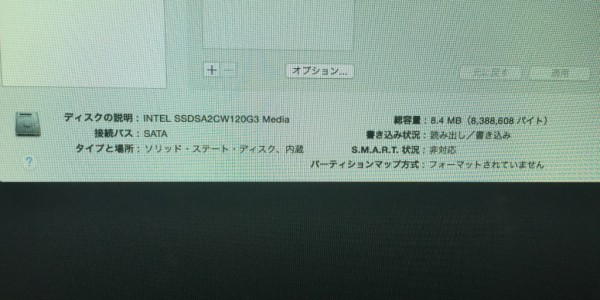 ＋ −
オプション...
元に戻す
適用
ディスクの説明：INTEL SSDSA2CW120G3 Media
接続バス：SATA
タイプと場所：ソリッド・ステート・ディスク、内蔵
総容量：8.4 MB（8,388,608 バイト）
書き込み状況：読み出し／書き込み
S.M.A.R.T. 状況：非対応
パーティションマップ方式：フォーマットされていません
?